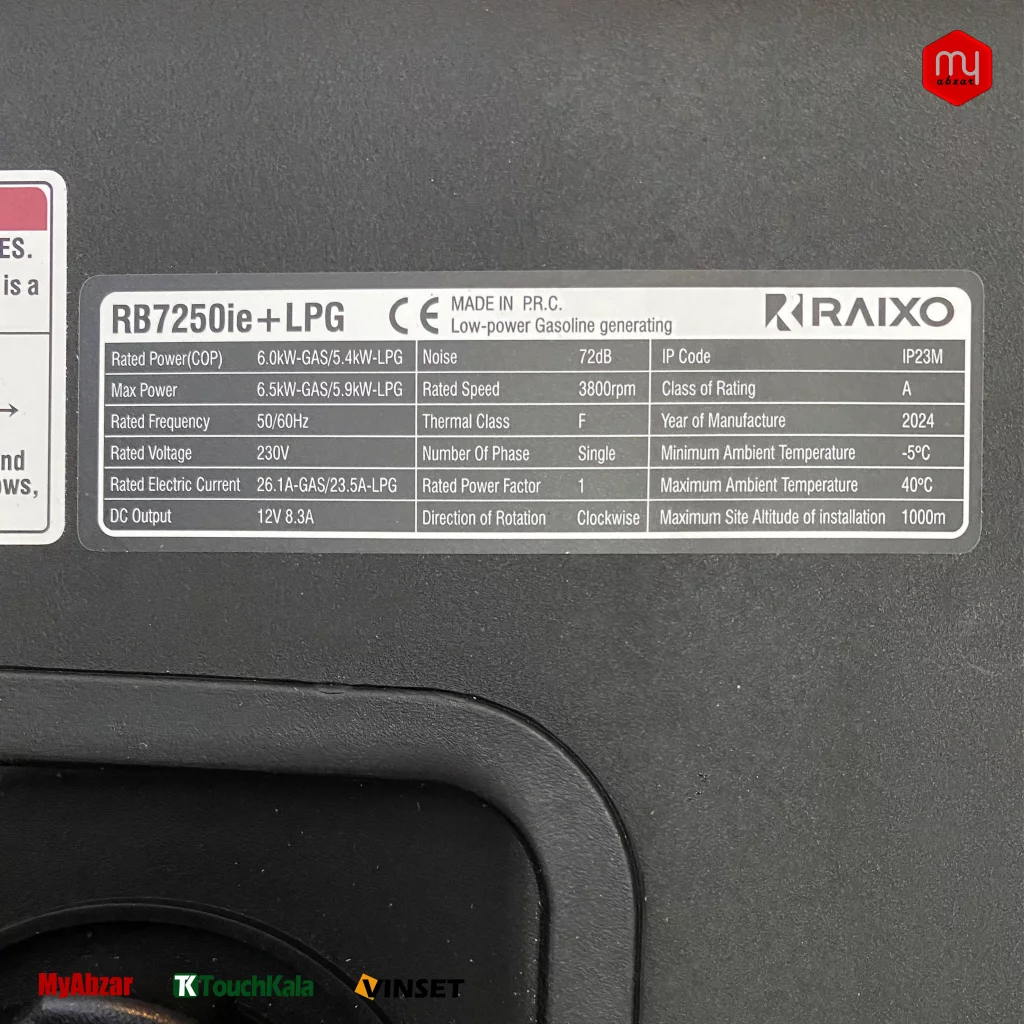 my
abzar
ES.
is a
nd
ows,
RB7250ie+LPG CE MADE IN P.R.C.
Low-power Gasoline generating
RAIXO
Rated Power(COP) 6.0kW-GAS/5.4kW-LPG Noise 72dB IP Code IP23M
Max Power 6.5kW-GAS/5.9kW-LPG Rated Speed 3800rpm Class of Rating A
Rated Frequency 50/60Hz Thermal Class F Year of Manufacture 2024
Rated Voltage 230V Number Of Phase Single Minimum Ambient Temperature -5ºC
Rated Electric Current 26.1A-GAS/23.5A-LPG Rated Power Factor 1 Maximum Ambient Temperature 40ºC
DC Output 12V 8.3A Direction of Rotation Clockwise Maximum Site Altitude of installation 1000m
MyAbzar TK TouchKala VINSET